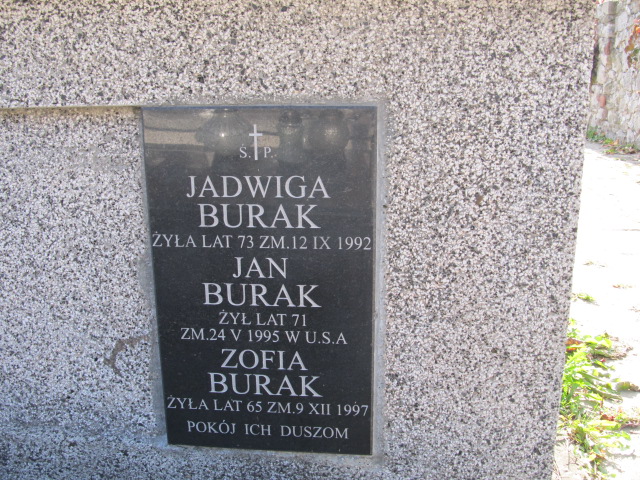 Ś. P.
JADWIGA
BURAK
ŻYŁA LAT 73 ZM.12 IX 1992
JAN
BURAK
ŻYŁ LAT 71
ZM.24 V 1995 W U.S.A
ZOFIA
BURAK
ŻYŁA LAT 65 ZM.9 XII 1997
POKÓJ ICH DUSZOM